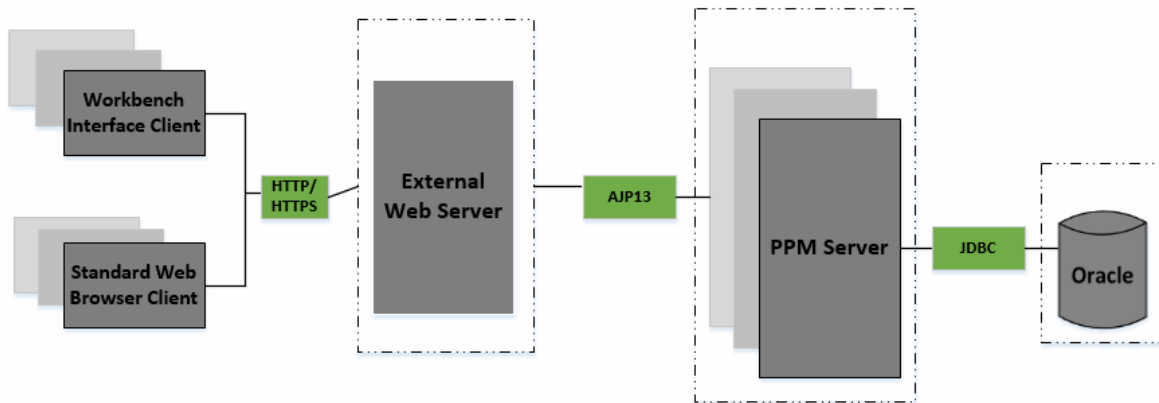 Workbench
Interface Client
Standard Web
Browser Client
HTTP/
HTTPS
External
Web Server
AJP13
PPM Server
JDBC
Oracle